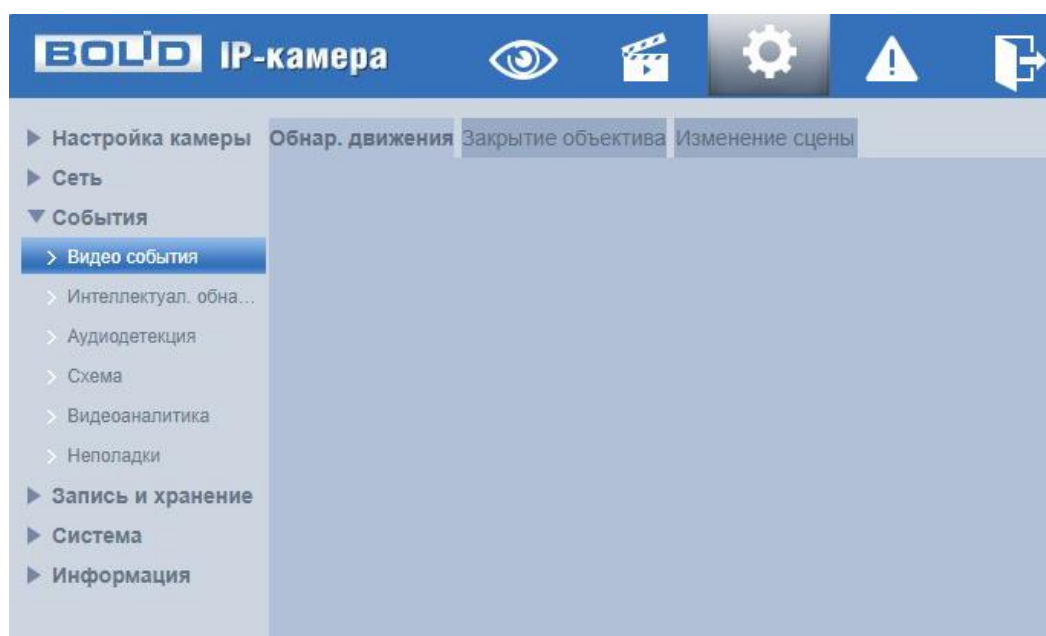 BOLID IP-камера
Настройка камеры
Обнар. движения Закрытие объектива Изменение сцены
Сеть
События
Видео события
Интеллектуал. обна...
Аудиодетекция
Схема
Видеоаналитика
Неполадки
Запись и хранение
Система
Информация